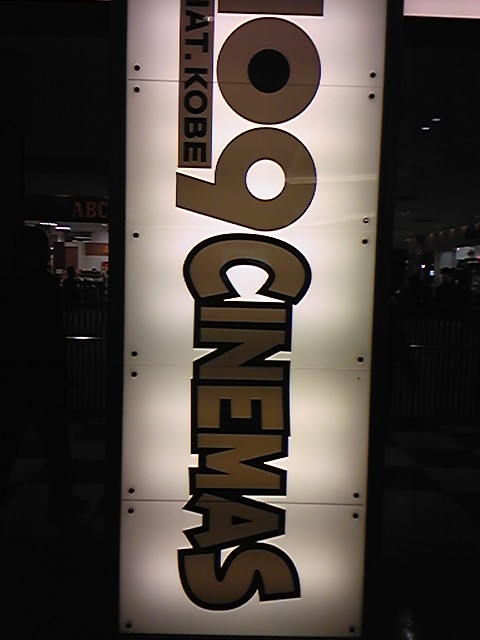 109
CINEMAS
HAT.KOBE
ABC